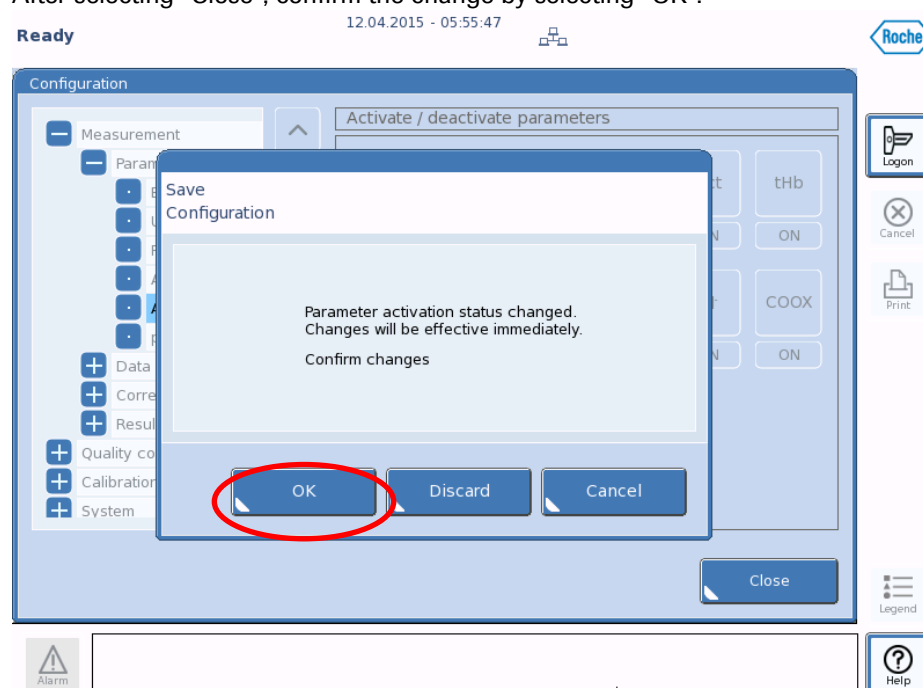 After selecting "Close", confirm the change by selecting "OK".
Ready
12.04.2015 - 05:55:47
Roche
Configuration
Activate / deactivate parameters
Measurement
Logon
Save
Configuration
tHb
ON
Cancel
Parameter activation status changed.
Changes will be effective immediately.
Confirm changes
COOX
ON
Print
Data
Quality co
Calibration
System
OK
Discard
Cancel
Close
Legend
Alarm
Help